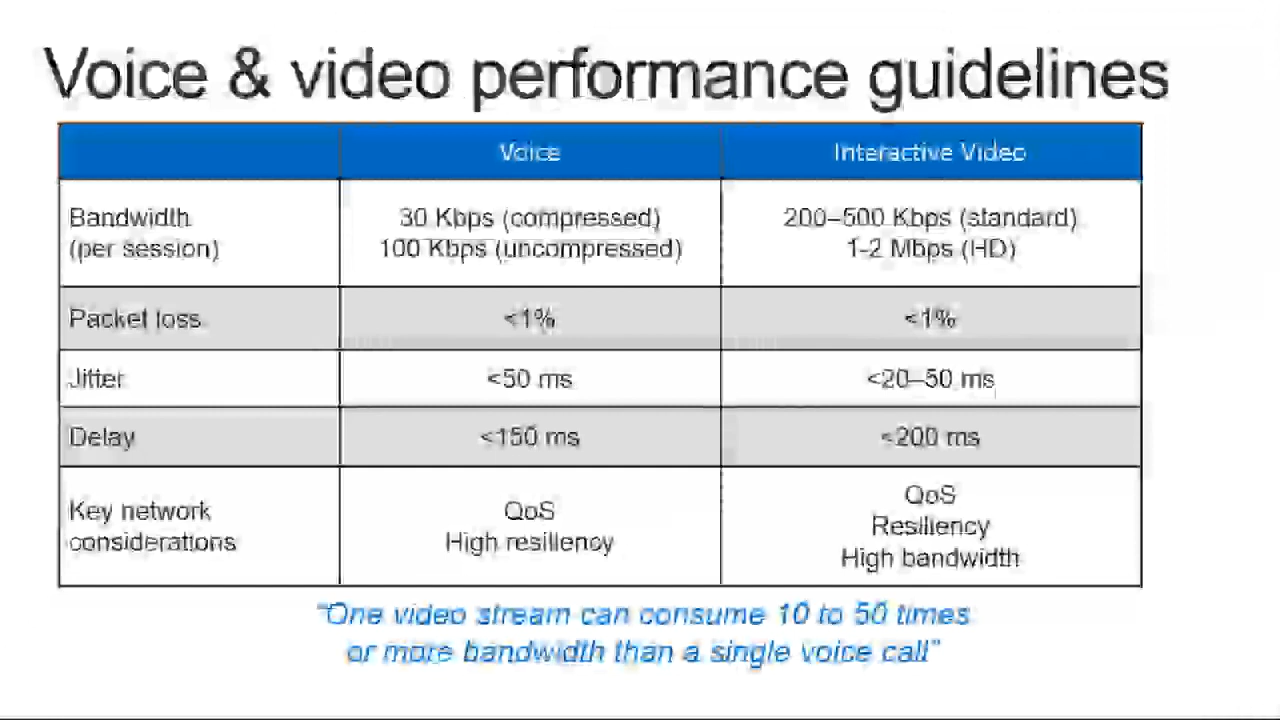 Voice & video performance guidelines
Voice
Interactive Video
Bandwidth
(per session)
30 Kbps (compressed)
100 Kbps (uncompressed)
200–500 Kbps (standard)
1-2 Mbps (HD)
Packet loss
<1%
<1%
Jitter
<50 ms
<20–50 ms
Delay
<150 ms
<200 ms
Key network
considerations
QoS
High resiliency
QoS
Resiliency
High bandwidth
"One video stream can consume 10 to 50 times
or more bandwidth than a single voice call"